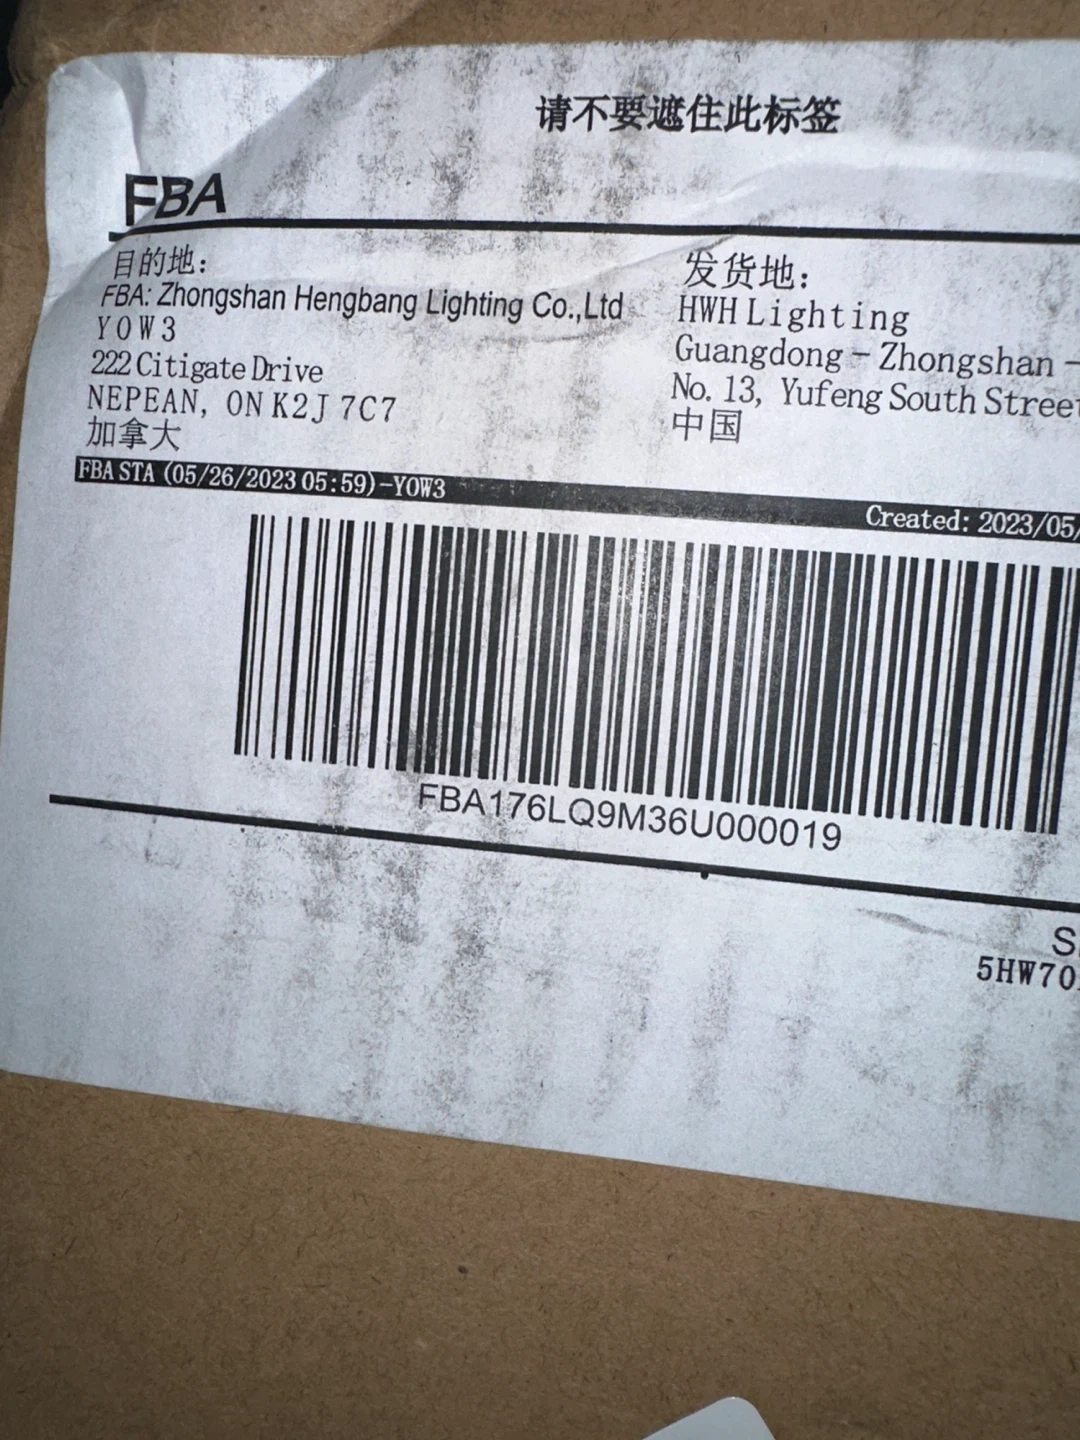 请不要遮住此标签
FBA
目的地：
FBA: Zhongshan Hengbang Lighting Co.,Ltd
YOW3
222 Citigate Drive
NEPEAN, ON K2J 7C7
加拿大
发货地：
HWH Lighting
Guangdong - Zhongshan -
No. 13, Yufeng South Street
中国
FBA STA (05/26/2023 05:59)-YOW3
Created: 2023/05/
FBA176LQ9M36U000019
5HW70